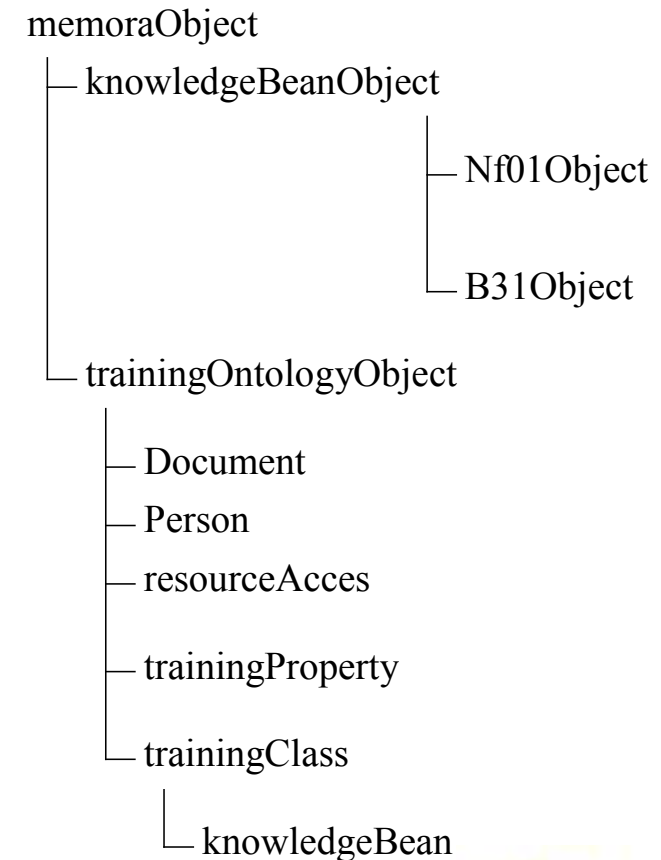 memoraObject
knowledgeBeanObject
Nf01Object
B31Object
trainingOntologyObject
Document
Person
resourceAcces
trainingProperty
trainingClass
knowledgeBean